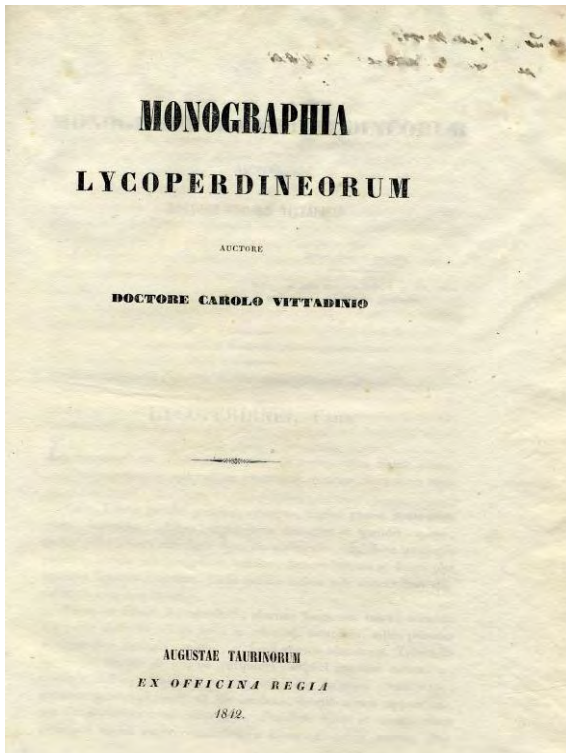 MONOGRAPHIA
LYCOPERDINEORUM
AUCTORE
DOCTORE CAROLO VITTADINIO
AUGUSTAE TAURINORUM
EX OFFICINA REGIA
1842.